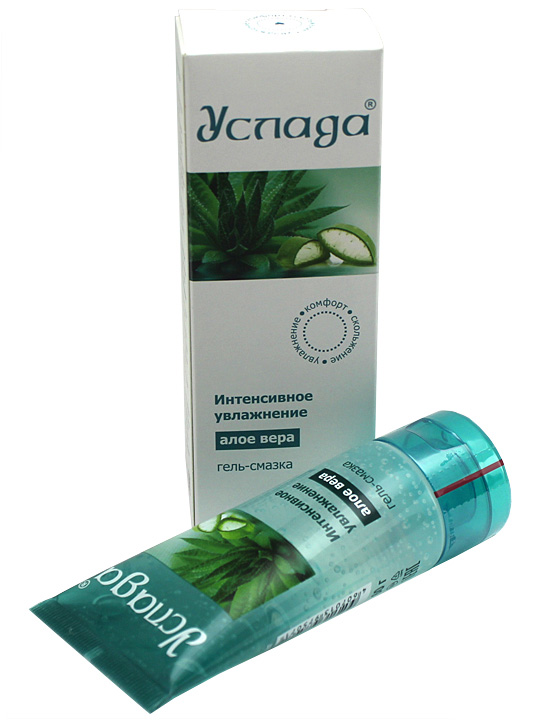 Услада®
увлажнение • комфорт • скольжение •
Интенсивное
увлажнение
алое вера
гель-смазка
Услада®
Интенсивное
увлажнение
алое вера
гель-смазка